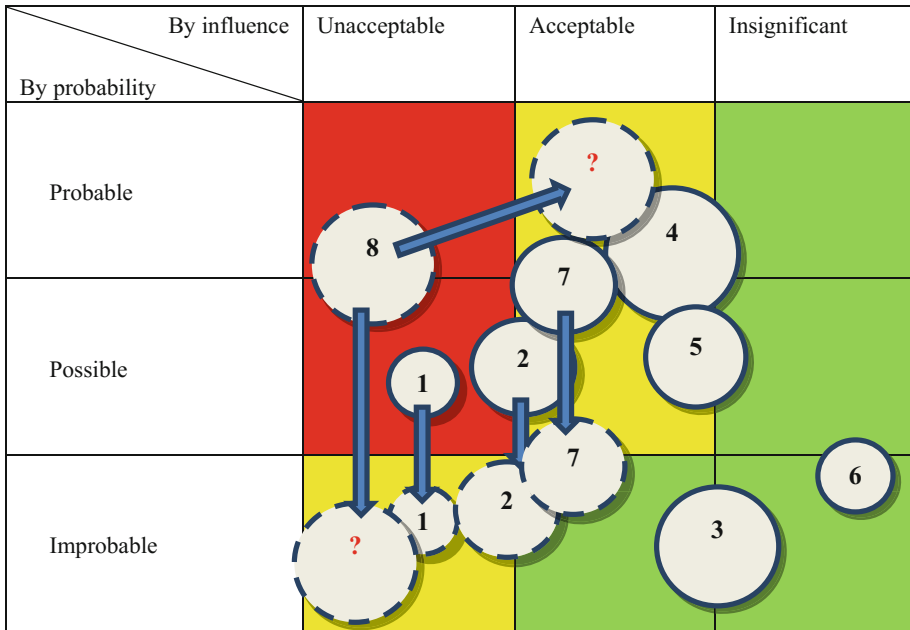 By influence
Unacceptable
Acceptable
Insignificant
By probability
Probable
?
8
4
7
Possible
5
2
1
7
6
2
1
3
?
Improbable